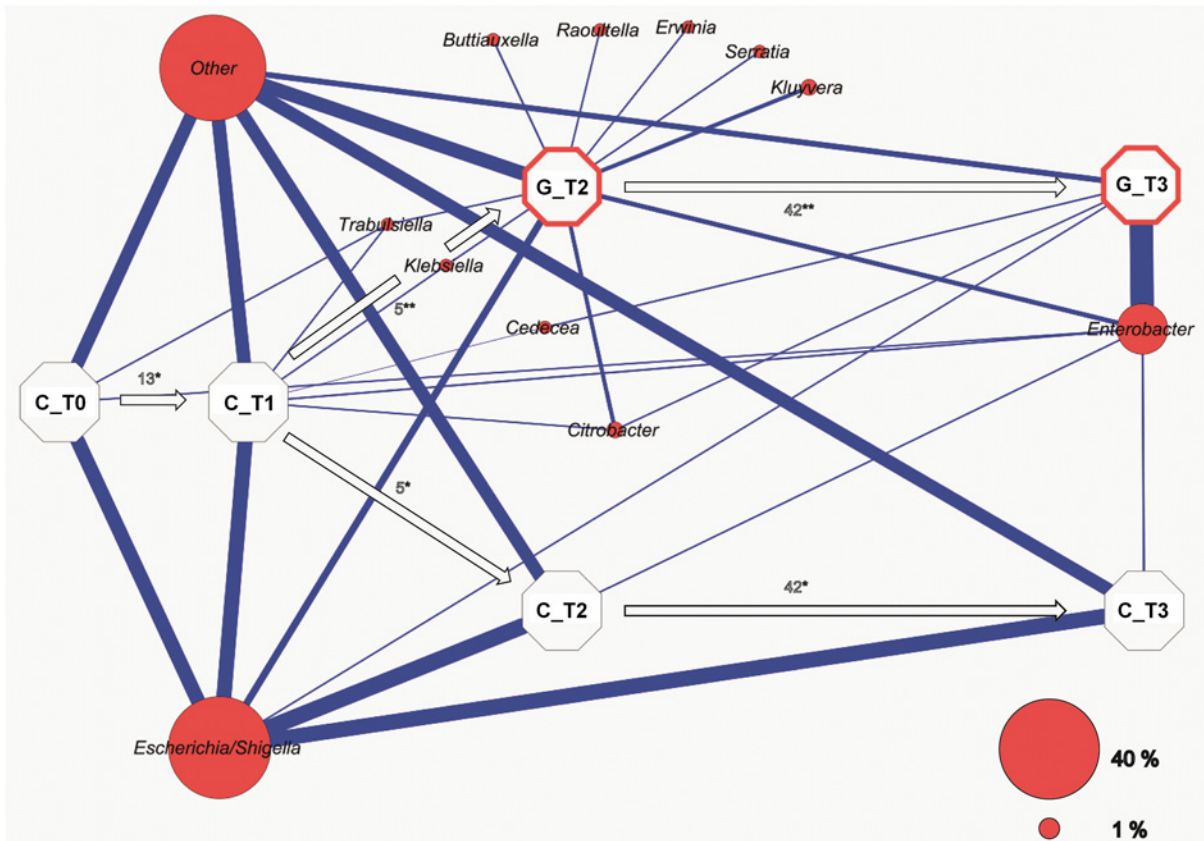 Other
Buttiauxella
Raoultella
Erwinia
Serratia
Kluyvera
G_T2
G_T3
42**
Trabulsiella
Klebsiella
5**
Cedecea
Enterobacter
C_T0
13*
C_T1
Citrobacter
5*
C_T2
42*
C_T3
Escherichia/Shigella
40 %
1 %